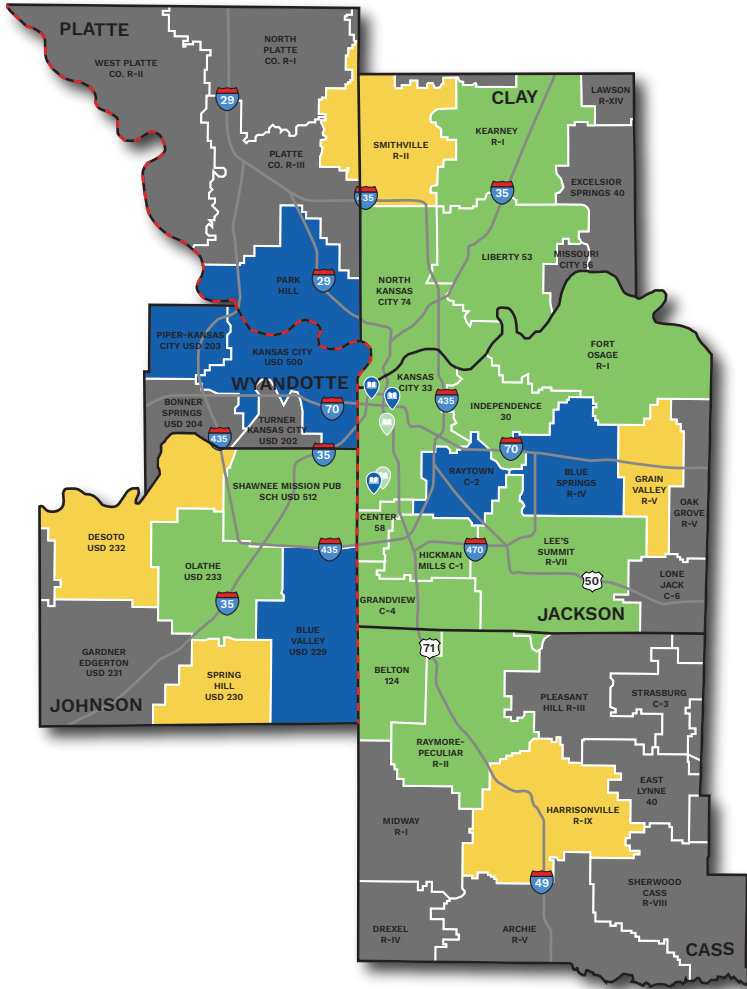 PLATTE
WEST PLATTE
CO. R-II
NORTH
PLATTE
CO. R-I
29
PLATTE
CO. R-III
SMITHVILLE
R-II
CLAY
KEARNEY
R-I
LAWSON
R-XIV
EXCELSIOR
SPRINGS 40
435
35
LIBERTY 53
MISSOURI
CITY 56
PARK
HILL
29
NORTH
KANSAS
CITY 74
PIPER-KANSAS
CITY USD 203
KANSAS CITY
USD 500
WYANDOTTE
FORT
OSAGE
R-I
KANSAS
CITY 33
435
INDEPENDENCE
30
BONNER
SPRINGS
USD 204
TURNER
KANSAS CITY
USD 202
70
435
35
70
SHAWNEE MISSION PUB
SCH USD 512
RAYTOWN
C-2
BLUE
SPRINGS
R-IV
GRAIN
VALLEY
R-V
OAK
GROVE
R-V
DESOTO
USD 232
CENTER
58
435
OLATHE
USD 233
HICKMAN
MILLS C-1
470
LEE'S
SUMMIT
R-VII
50
LONE
JACK
C-6
35
GRANDVIEW
C-4
JACKSON
BLUE
VALLEY
USD 229
GARDNER
EDGERTON
USD 231
SPRING
HILL
USD 230
JOHNSON
71
BELTON
124
PLEASANT
HILL R-III
STRASBURG
C-3
RAYMORE-
PECULIAR
R-II
EAST
LYNNE
40
MIDWAY
R-I
HARRISONVILLE
R-IX
49
SHERWOOD
CASS
R-VIII
DREXEL
R-IV
ARCHIE
R-V
CASS